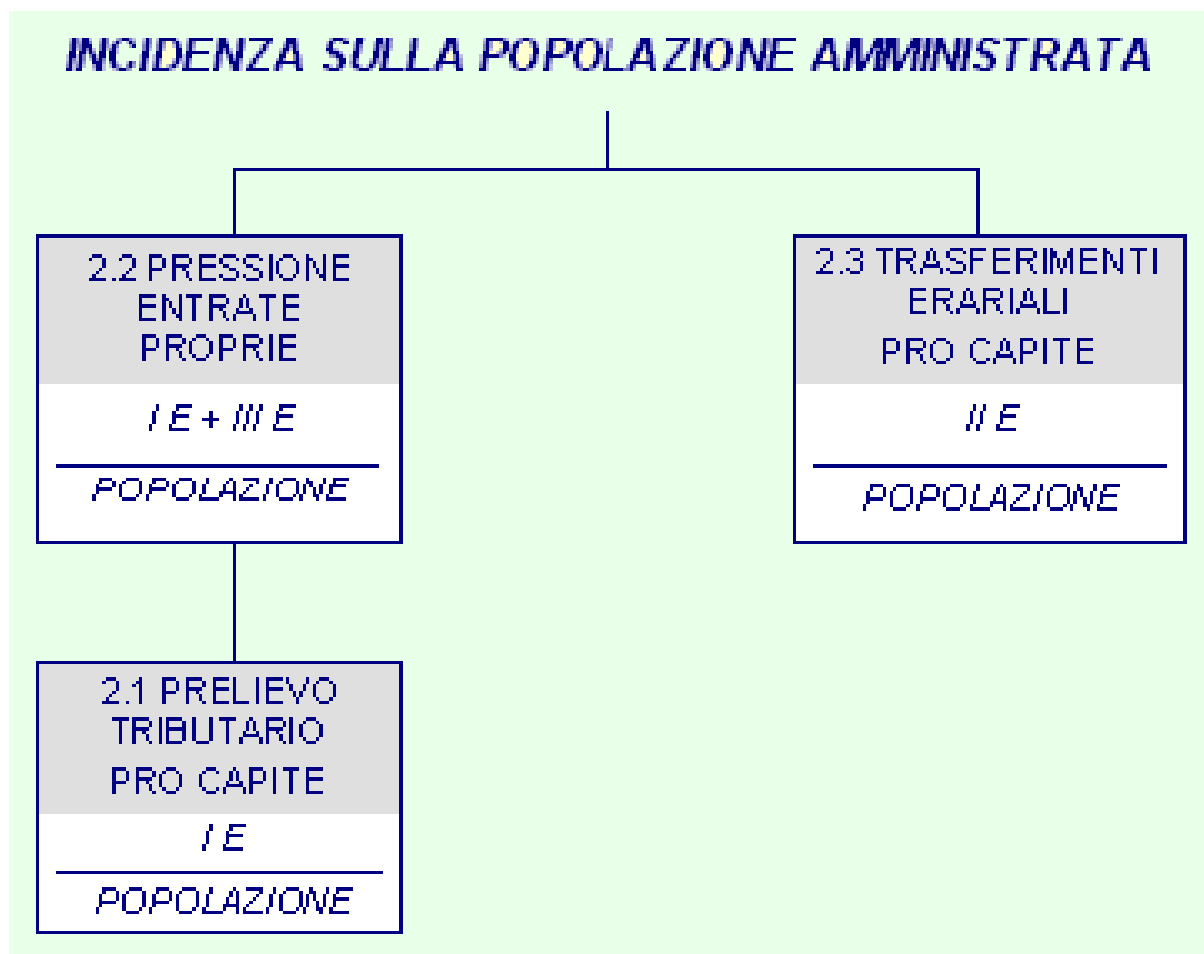 INCIDENZA SULLA POPOLAZIONE AMMINISTRATA
2.2 PRESSIONE
ENTRATE
PROPRIE
I E + III E
POPOLAZIONE
2.3 TRASFERIMENTI
ERARIALI
PRO CAPITE
II E
POPOLAZIONE
2.1 PRELIEVO
TRIBUTARIO
PRO CAPITE
I E
POPOLAZIONE